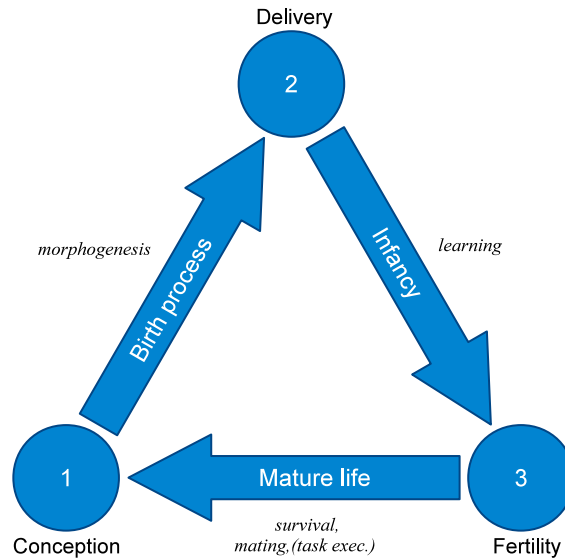 Delivery
2
morphogenesis
Birth process
Infancy
learning
1
Mature life
3
Conception
survival,
mating,(task exec.)
Fertility